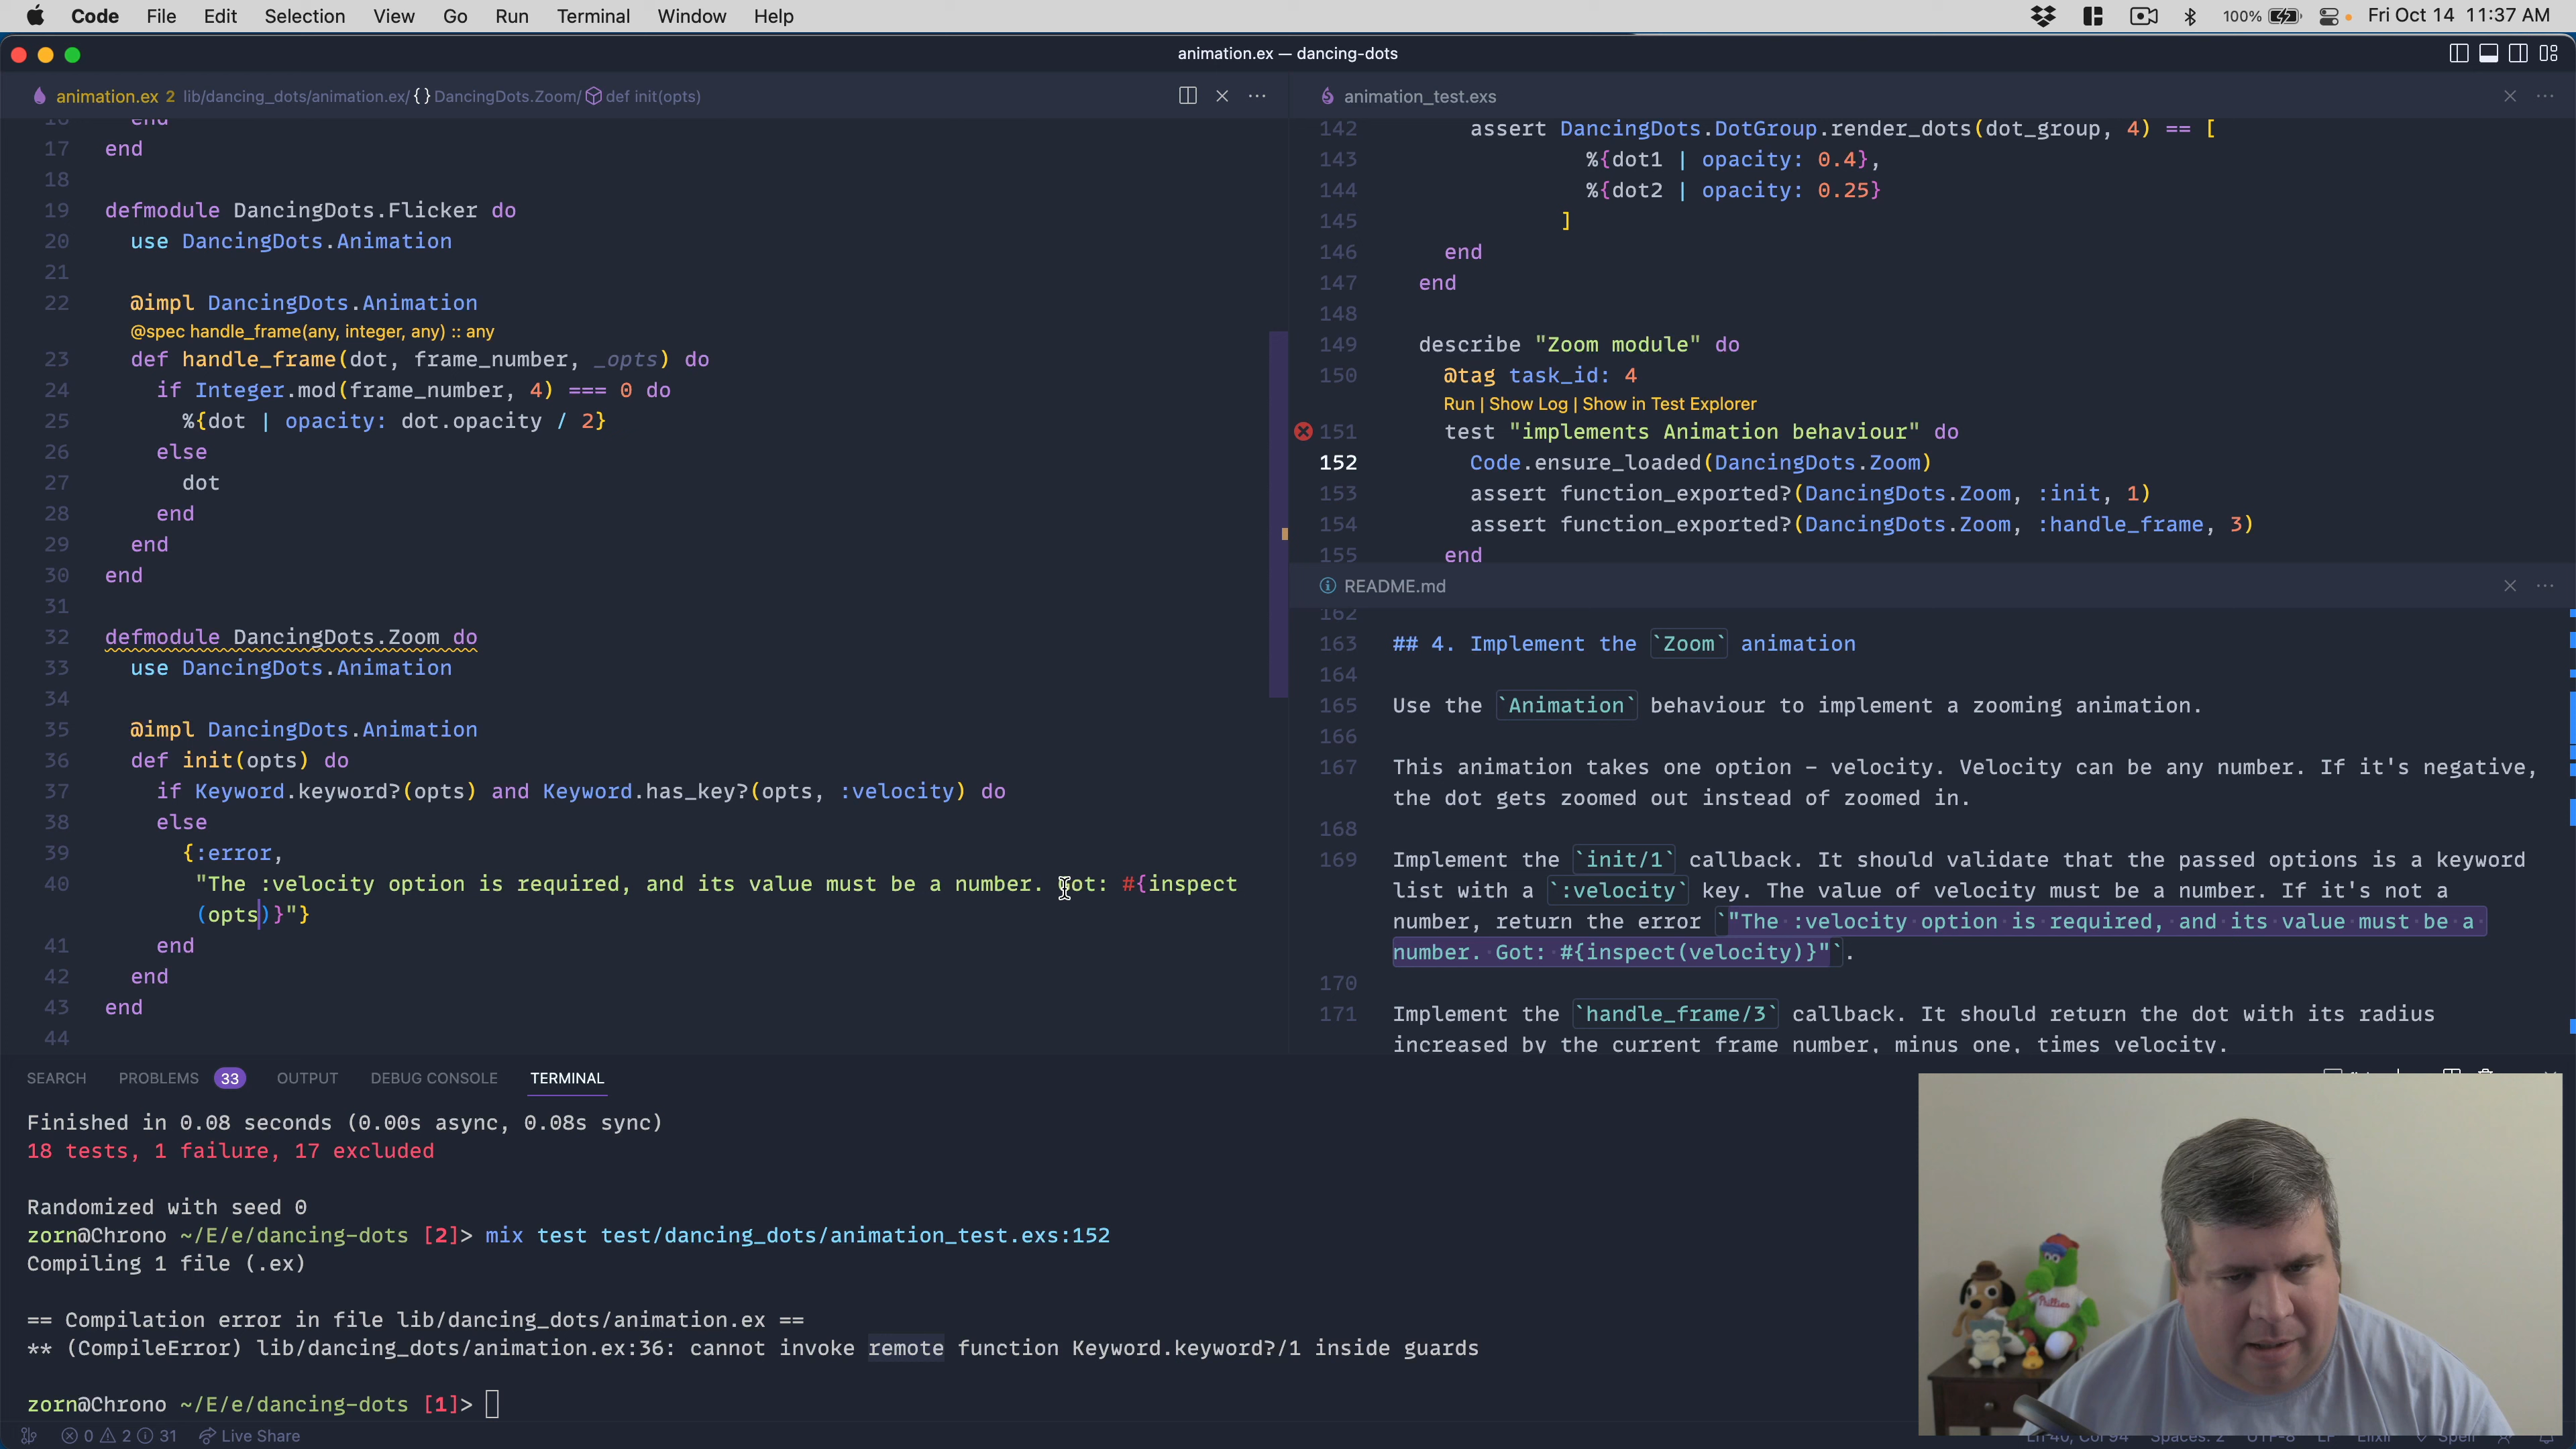 Code File Edit Selection View Go Run Terminal Window Help 100% Fri Oct 14 11:37 AM
animation.ex — dancing-dots
animation.ex 2 lib/dancing_dots/animation.ex/ {} DancingDots.Zoom/ def init(opts)
end
17 end
18
19 defmodule DancingDots.Flicker do
20 use DancingDots.Animation
21
22 @impl DancingDots.Animation
@spec handle_frame(any, integer, any) :: any
23 def handle_frame(dot, frame_number, _opts) do
24 if Integer.mod(frame_number, 4) === 0 do
25 %{dot | opacity: dot.opacity / 2}
26 else
27 dot
28 end
29 end
30 end
31
32 defmodule DancingDots.Zoom do
33 use DancingDots.Animation
34
35 @impl DancingDots.Animation
36 def init(opts) do
37 if Keyword.keyword?(opts) and Keyword.has_key?(opts, :velocity) do
38 else
39 {:error,
40 "The :velocity option is required, and its value must be a number. Got: #{inspect
(opts)}"}
41 end
42 end
43 end
44
animation_test.exs
142 assert DancingDots.DotGroup.render_dots(dot_group, 4) == [
143 %{dot1 | opacity: 0.4},
144 %{dot2 | opacity: 0.25}
145 ]
146 end
147 end
148
149 describe "Zoom module" do
150 @tag task_id: 4
Run | Show Log | Show in Test Explorer
151 test "implements Animation behaviour" do
152 Code.ensure_loaded(DancingDots.Zoom)
153 assert function_exported?(DancingDots.Zoom, :init, 1)
154 assert function_exported?(DancingDots.Zoom, :handle_frame, 3)
155 end
README.md
162
163 ## 4. Implement the `Zoom` animation
164
165 Use the `Animation` behaviour to implement a zooming animation.
166
167 This animation takes one option - velocity. Velocity can be any number. If it's negative,
the dot gets zoomed out instead of zoomed in.
168
169 Implement the `init/1` callback. It should validate that the passed options is a keyword
list with a `:velocity` key. The value of velocity must be a number. If it's not a
number, return the error `"The :velocity option is required, and its value must be a
number. Got: #{inspect(velocity)}"`.
170
171 Implement the `handle_frame/3` callback. It should return the dot with its radius
increased by the current frame number, minus one, times velocity.
SEARCH PROBLEMS 33 OUTPUT DEBUG CONSOLE TERMINAL
Finished in 0.08 seconds (0.00s async, 0.08s sync)
18 tests, 1 failure, 17 excluded
Randomized with seed 0
zorn@Chrono ~/E/e/dancing-dots [2]> mix test test/dancing_dots/animation_test.exs:152
Compiling 1 file (.ex)
== Compilation error in file lib/dancing_dots/animation.ex ==
** (CompileError) lib/dancing_dots/animation.ex:36: cannot invoke remote function Keyword.keyword?/1 inside guards
zorn@Chrono ~/E/e/dancing-dots [1]>
0 2 31 Live Share
Phillies